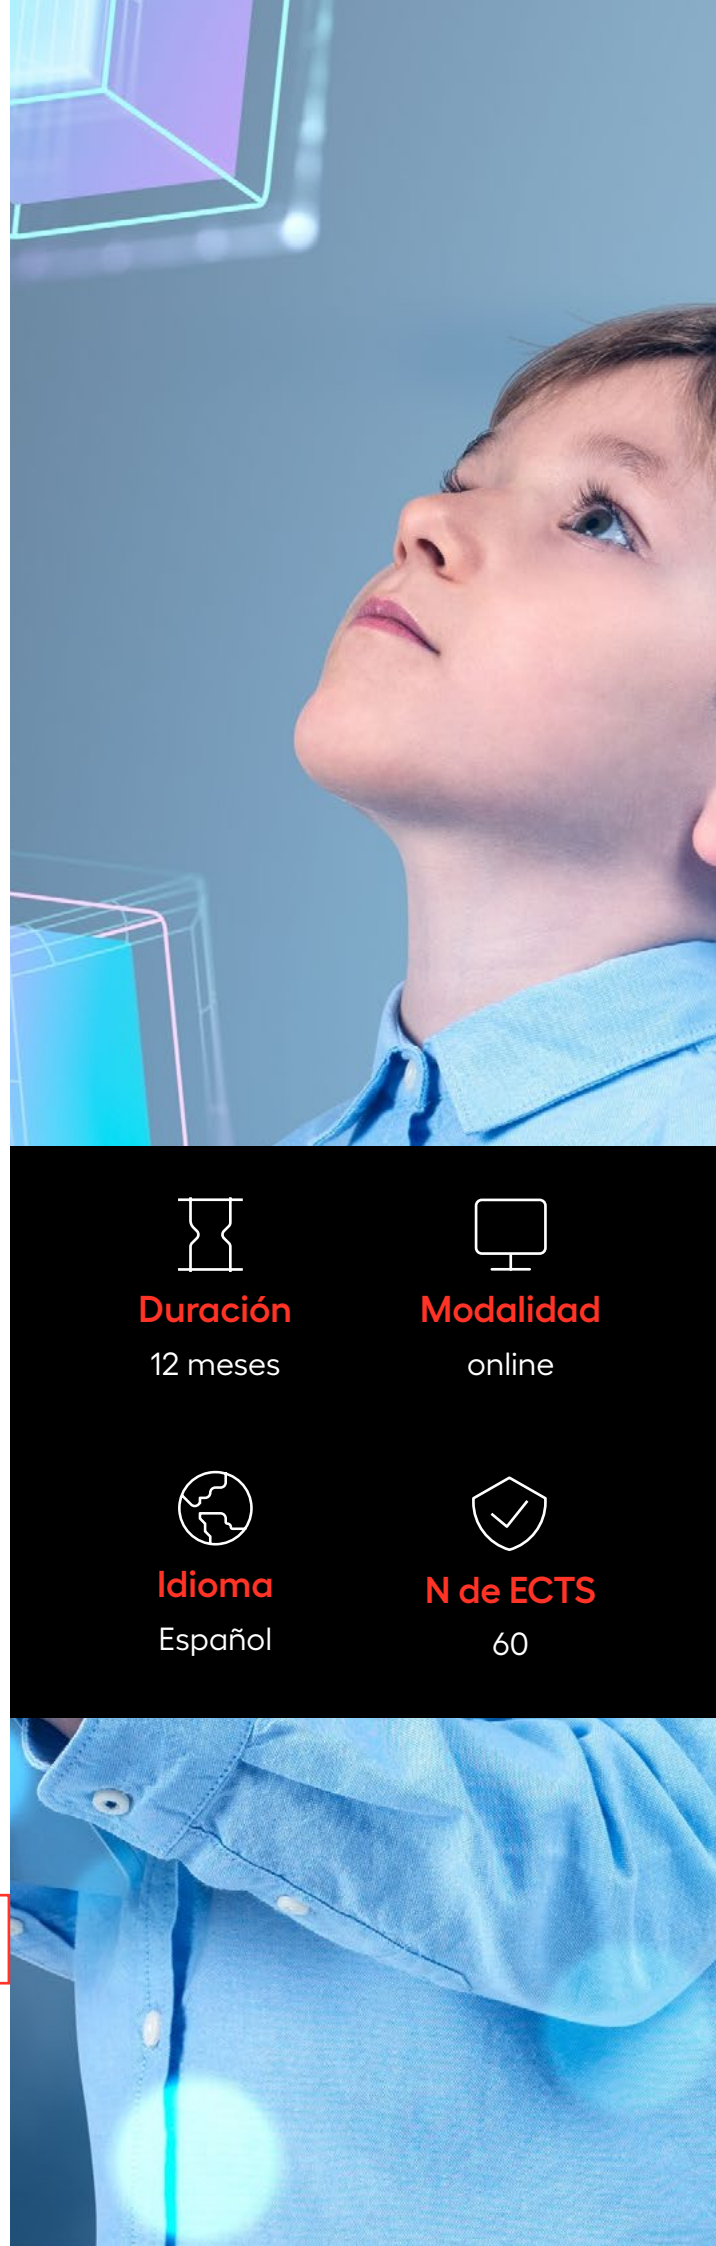 Duración
12 meses
Modalidad
online
Idioma
Español
N de ECTS
60